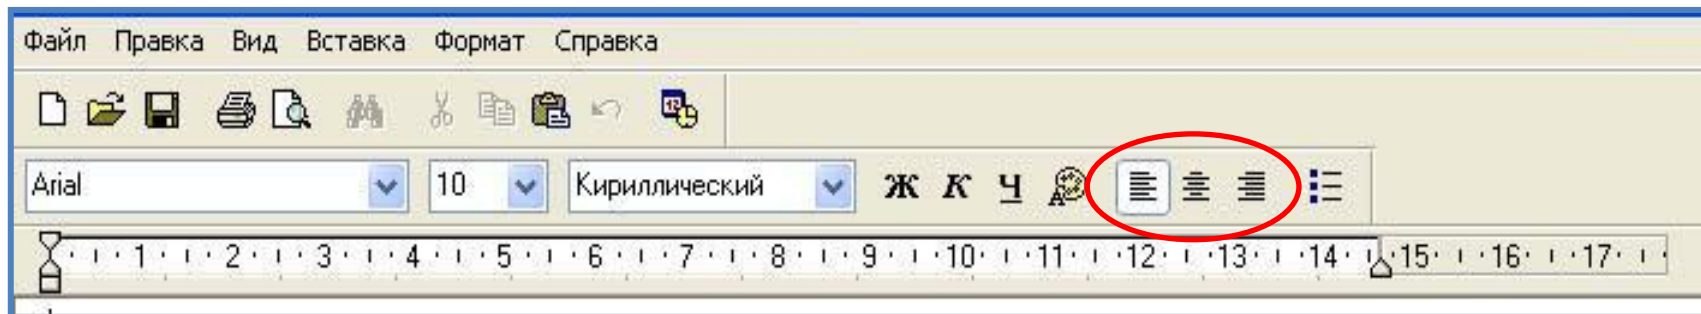 Файл Правка Вид Вставка Формат Справка
12
Arial 10 Кириллический Ж К Ч A
1 2 3 4 5 6 7 8 9 10 11 12 13 14 15 16 17